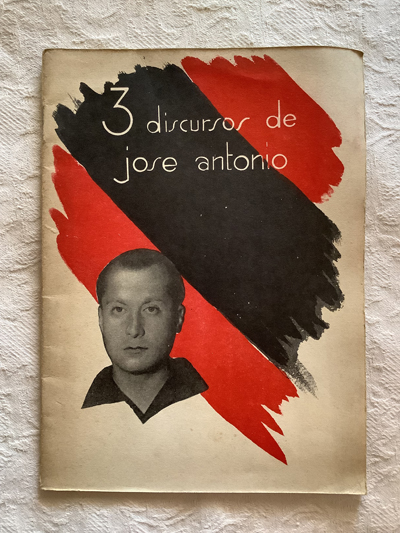 3 discursos de
jose antonio